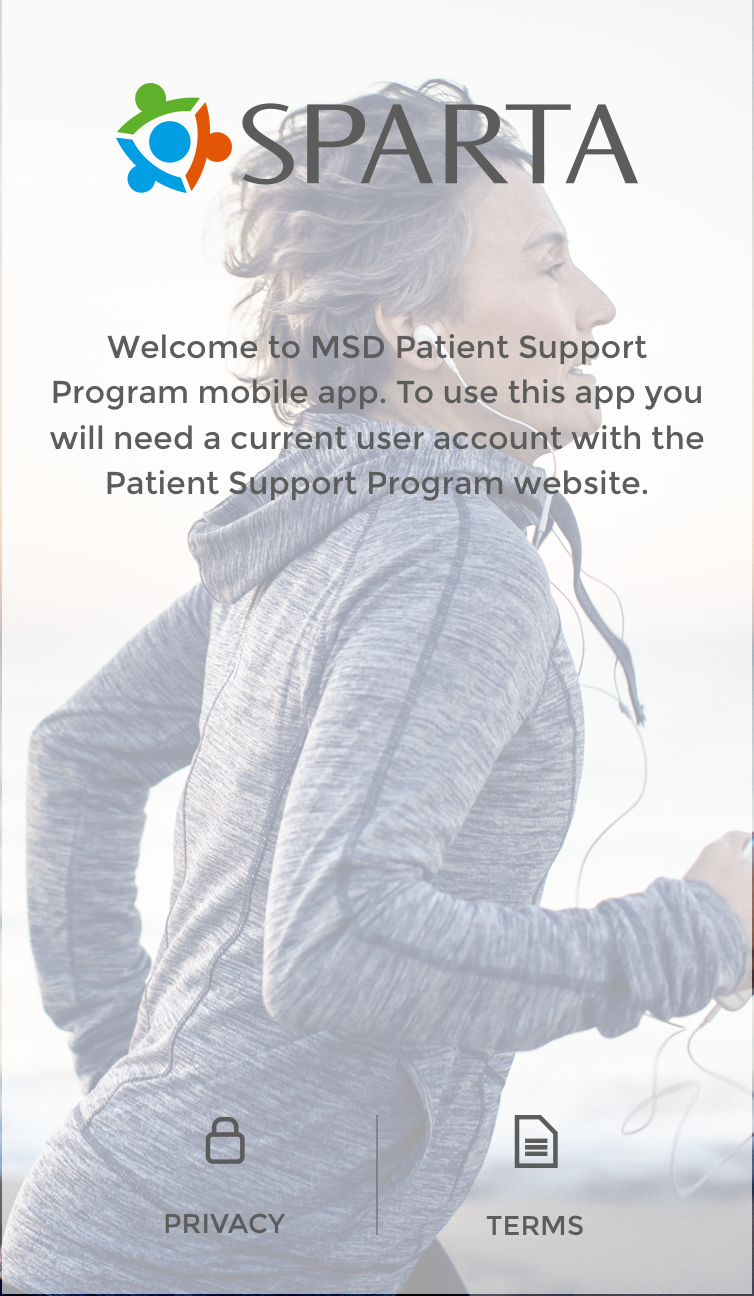 SPARTA
Welcome to MSD Patient Support
Program mobile app. To use this app you
will need a current user account with the
Patient Support Program website.
PRIVACY
TERMS